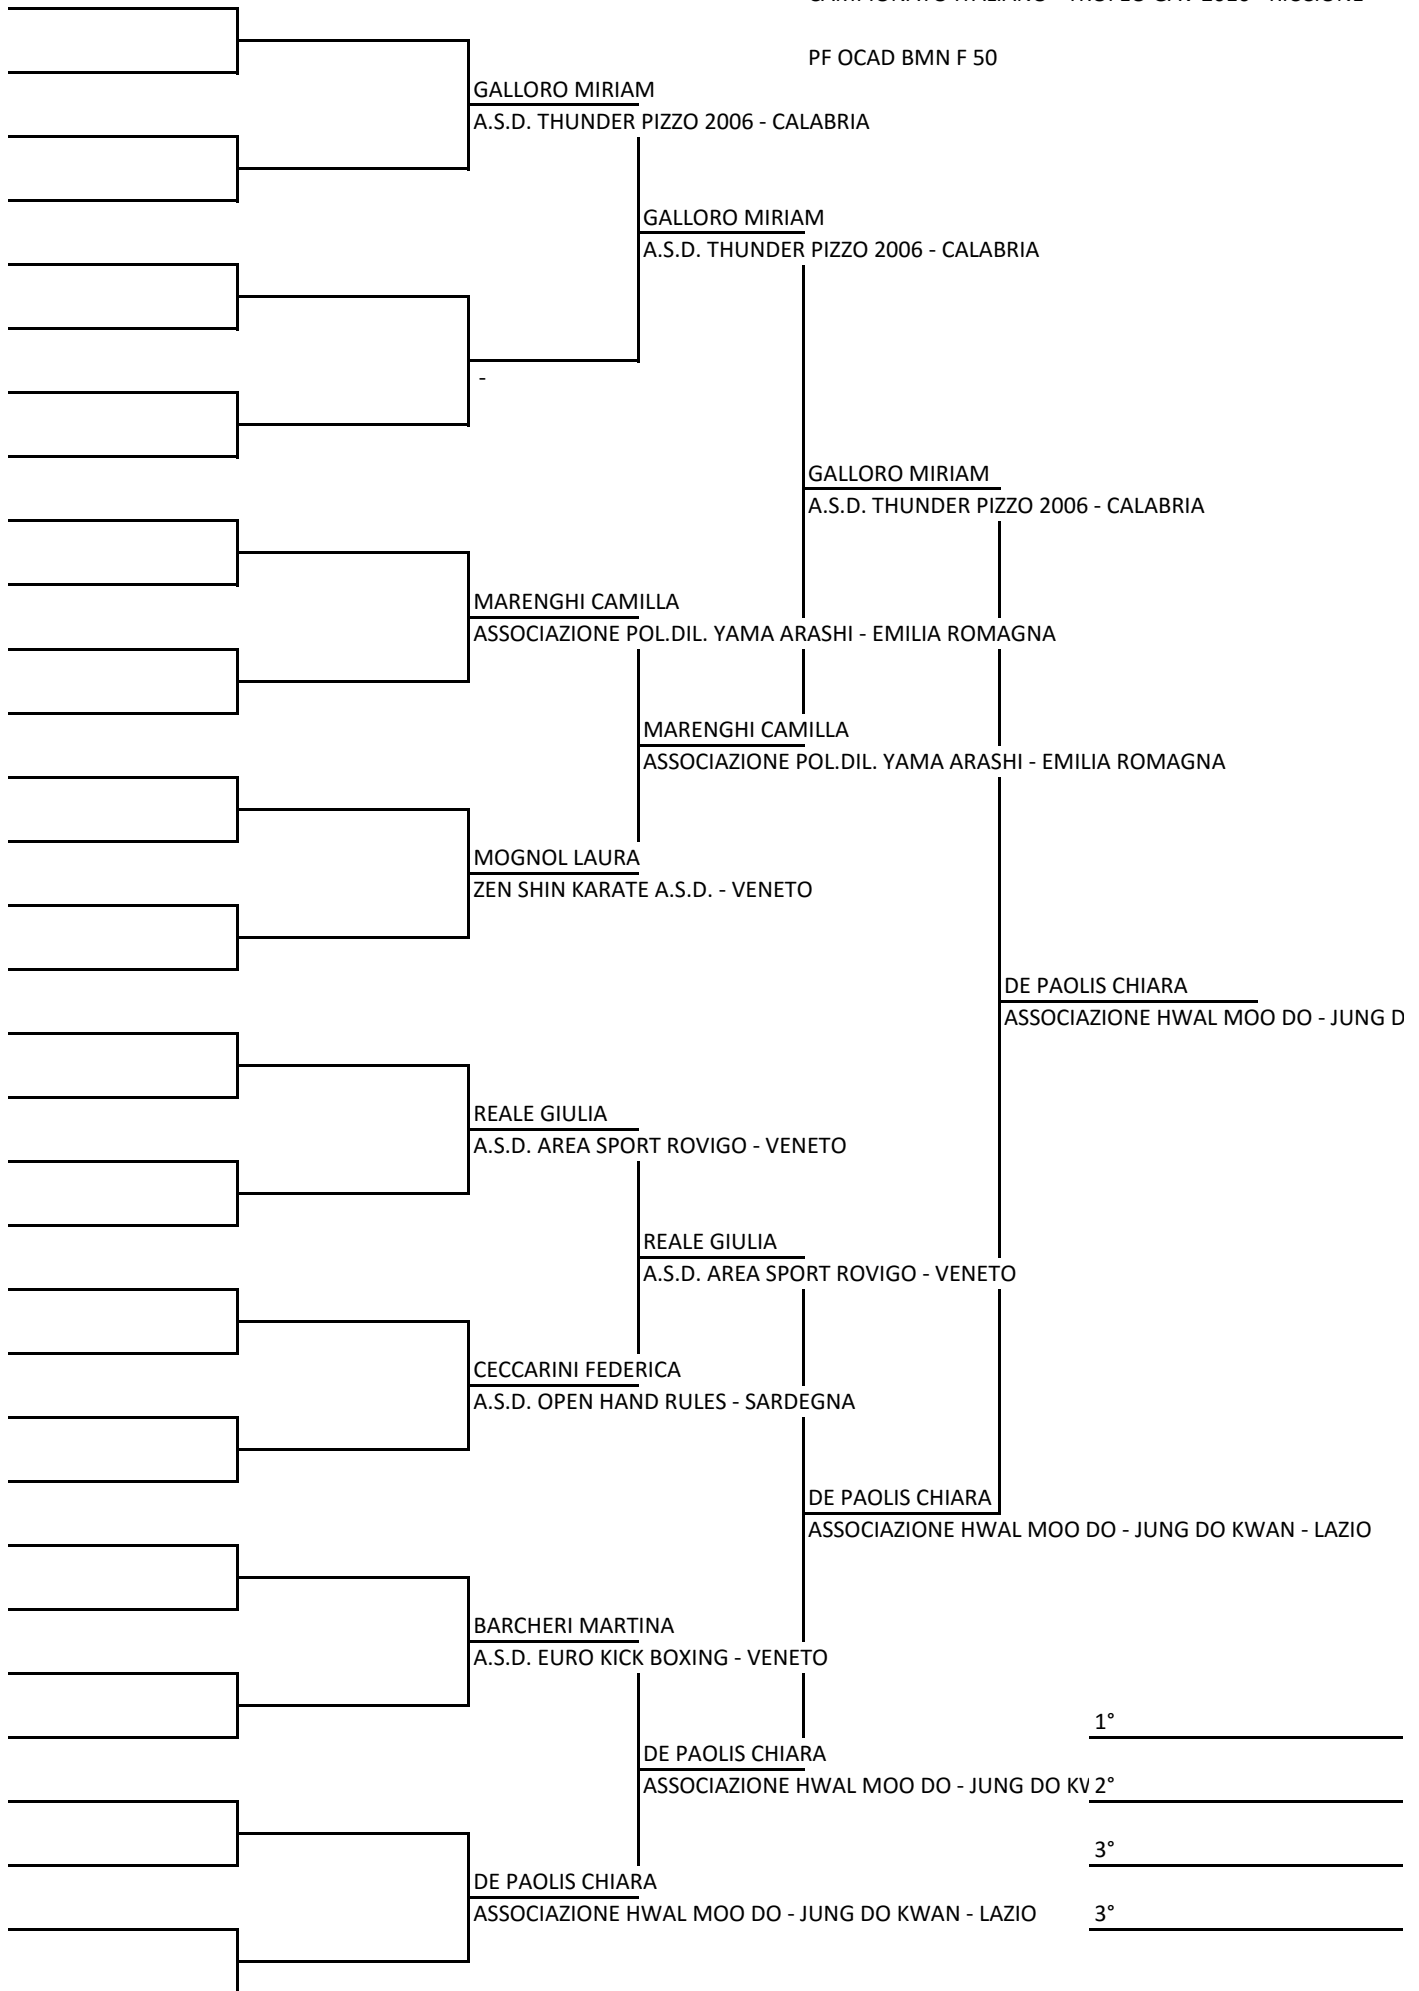 PF OCAD BMN F 50
GALLORO MIRIAM
A.S.D. THUNDER PIZZO 2006 - CALABRIA
GALLORO MIRIAM
A.S.D. THUNDER PIZZO 2006 - CALABRIA
-
GALLORO MIRIAM
A.S.D. THUNDER PIZZO 2006 - CALABRIA
MARENGHI CAMILLA
ASSOCIAZIONE POL.DIL. YAMA ARASHI - EMILIA ROMAGNA
MARENGHI CAMILLA
ASSOCIAZIONE POL.DIL. YAMA ARASHI - EMILIA ROMAGNA
MOGNOL LAURA
ZEN SHIN KARATE A.S.D. - VENETO
DE PAOLIS CHIARA
ASSOCIAZIONE HWAL MOO DO - JUNG D
REALE GIULIA
A.S.D. AREA SPORT ROVIGO - VENETO
REALE GIULIA
A.S.D. AREA SPORT ROVIGO - VENETO
CECCARINI FEDERICA
A.S.D. OPEN HAND RULES - SARDEGNA
DE PAOLIS CHIARA
ASSOCIAZIONE HWAL MOO DO - JUNG DO KWAN - LAZIO
BARCHERI MARTINA
A.S.D. EURO KICK BOXING - VENETO
1°
DE PAOLIS CHIARA
ASSOCIAZIONE HWAL MOO DO - JUNG DO KV 2°
3°
DE PAOLIS CHIARA
ASSOCIAZIONE HWAL MOO DO - JUNG DO KWAN - LAZIO 3°